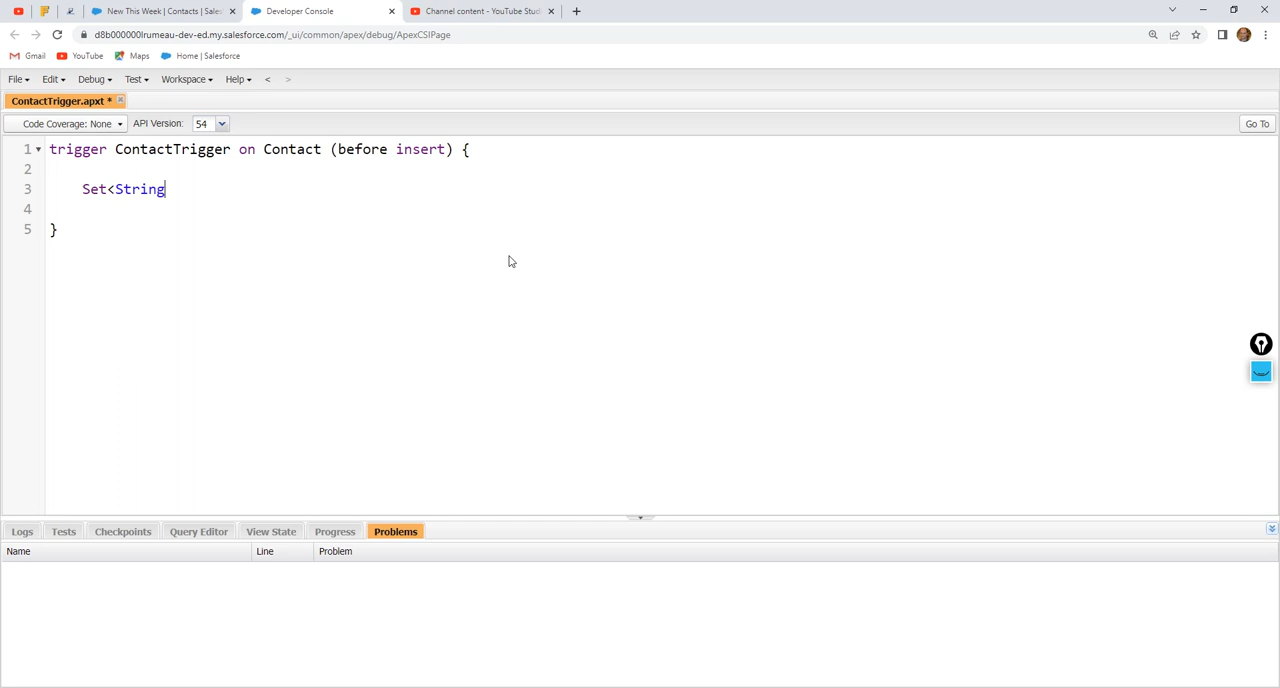 New This Week | Contacts | Sales
Developer Console
Channel content - YouTube Stud
d8b000000lrumeau-dev-ed.my.salesforce.com/_ui/common/apex/debug/ApexCSIPage
Gmail YouTube Maps Home | Salesforce
File Edit Debug Test Workspace Help < >
ContactTrigger.apxt *
Code Coverage: None API Version: 54 Go To
1 trigger ContactTrigger on Contact (before insert) {
2
3 Set<String
4
5 }
Logs Tests Checkpoints Query Editor View State Progress Problems
Name Line Problem